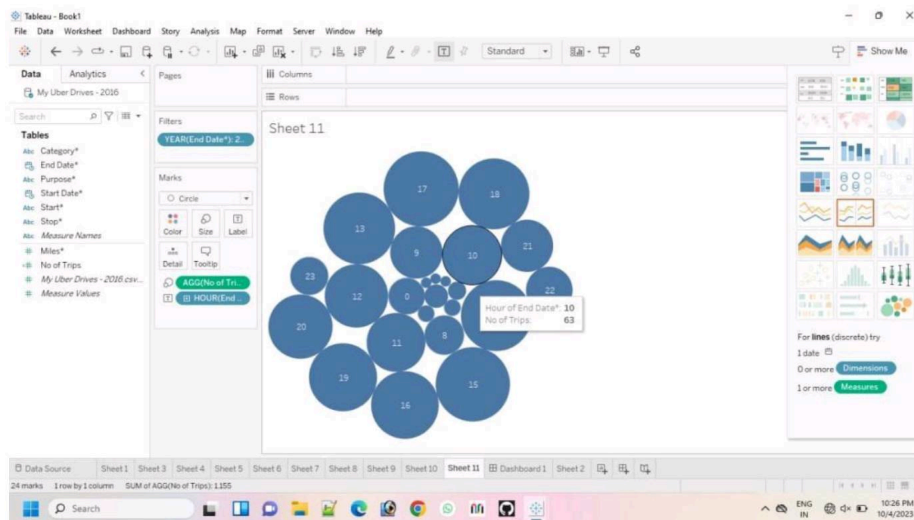 Tableau - Book1
File Data Worksheet Dashboard Story Analysis Map Format Server Window Help
Standard
Show Me
Data Analytics
My Uber Drives - 2016
Search
Tables
Abc Category*
End Date*
Abc Purpose*
Start Date*
Abc Start*
Abc Stop*
Abc Measure Names
# Miles*
# No of Trips
# My Uber Drives - 2016.csv...
# Measure Values
Pages
Filters
YEAR(End Date*): 2..
Marks
Circle
Color Size Label
Detail Tooltip
AGG(No of Tri..
HOUR(End ..
Columns
Rows
Sheet 11
17
18
13
9
10
21
23
22
12
0
20
11
8
19
15
16
Hour of End Date*: 10
No of Trips: 63
For lines (discrete) try
1 date
0 or more Dimensions
1 or more Measures
Data Source Sheet 1 Sheet 3 Sheet 4 Sheet 5 Sheet 6 Sheet 7 Sheet 8 Sheet 9 Sheet 10 Sheet 11 Dashboard 1 Sheet 2
24 marks 1 row by 1 column SUM of AGG(No of Trips): 1,155
Search
ENG
IN
10:26 PM
10/4/2023